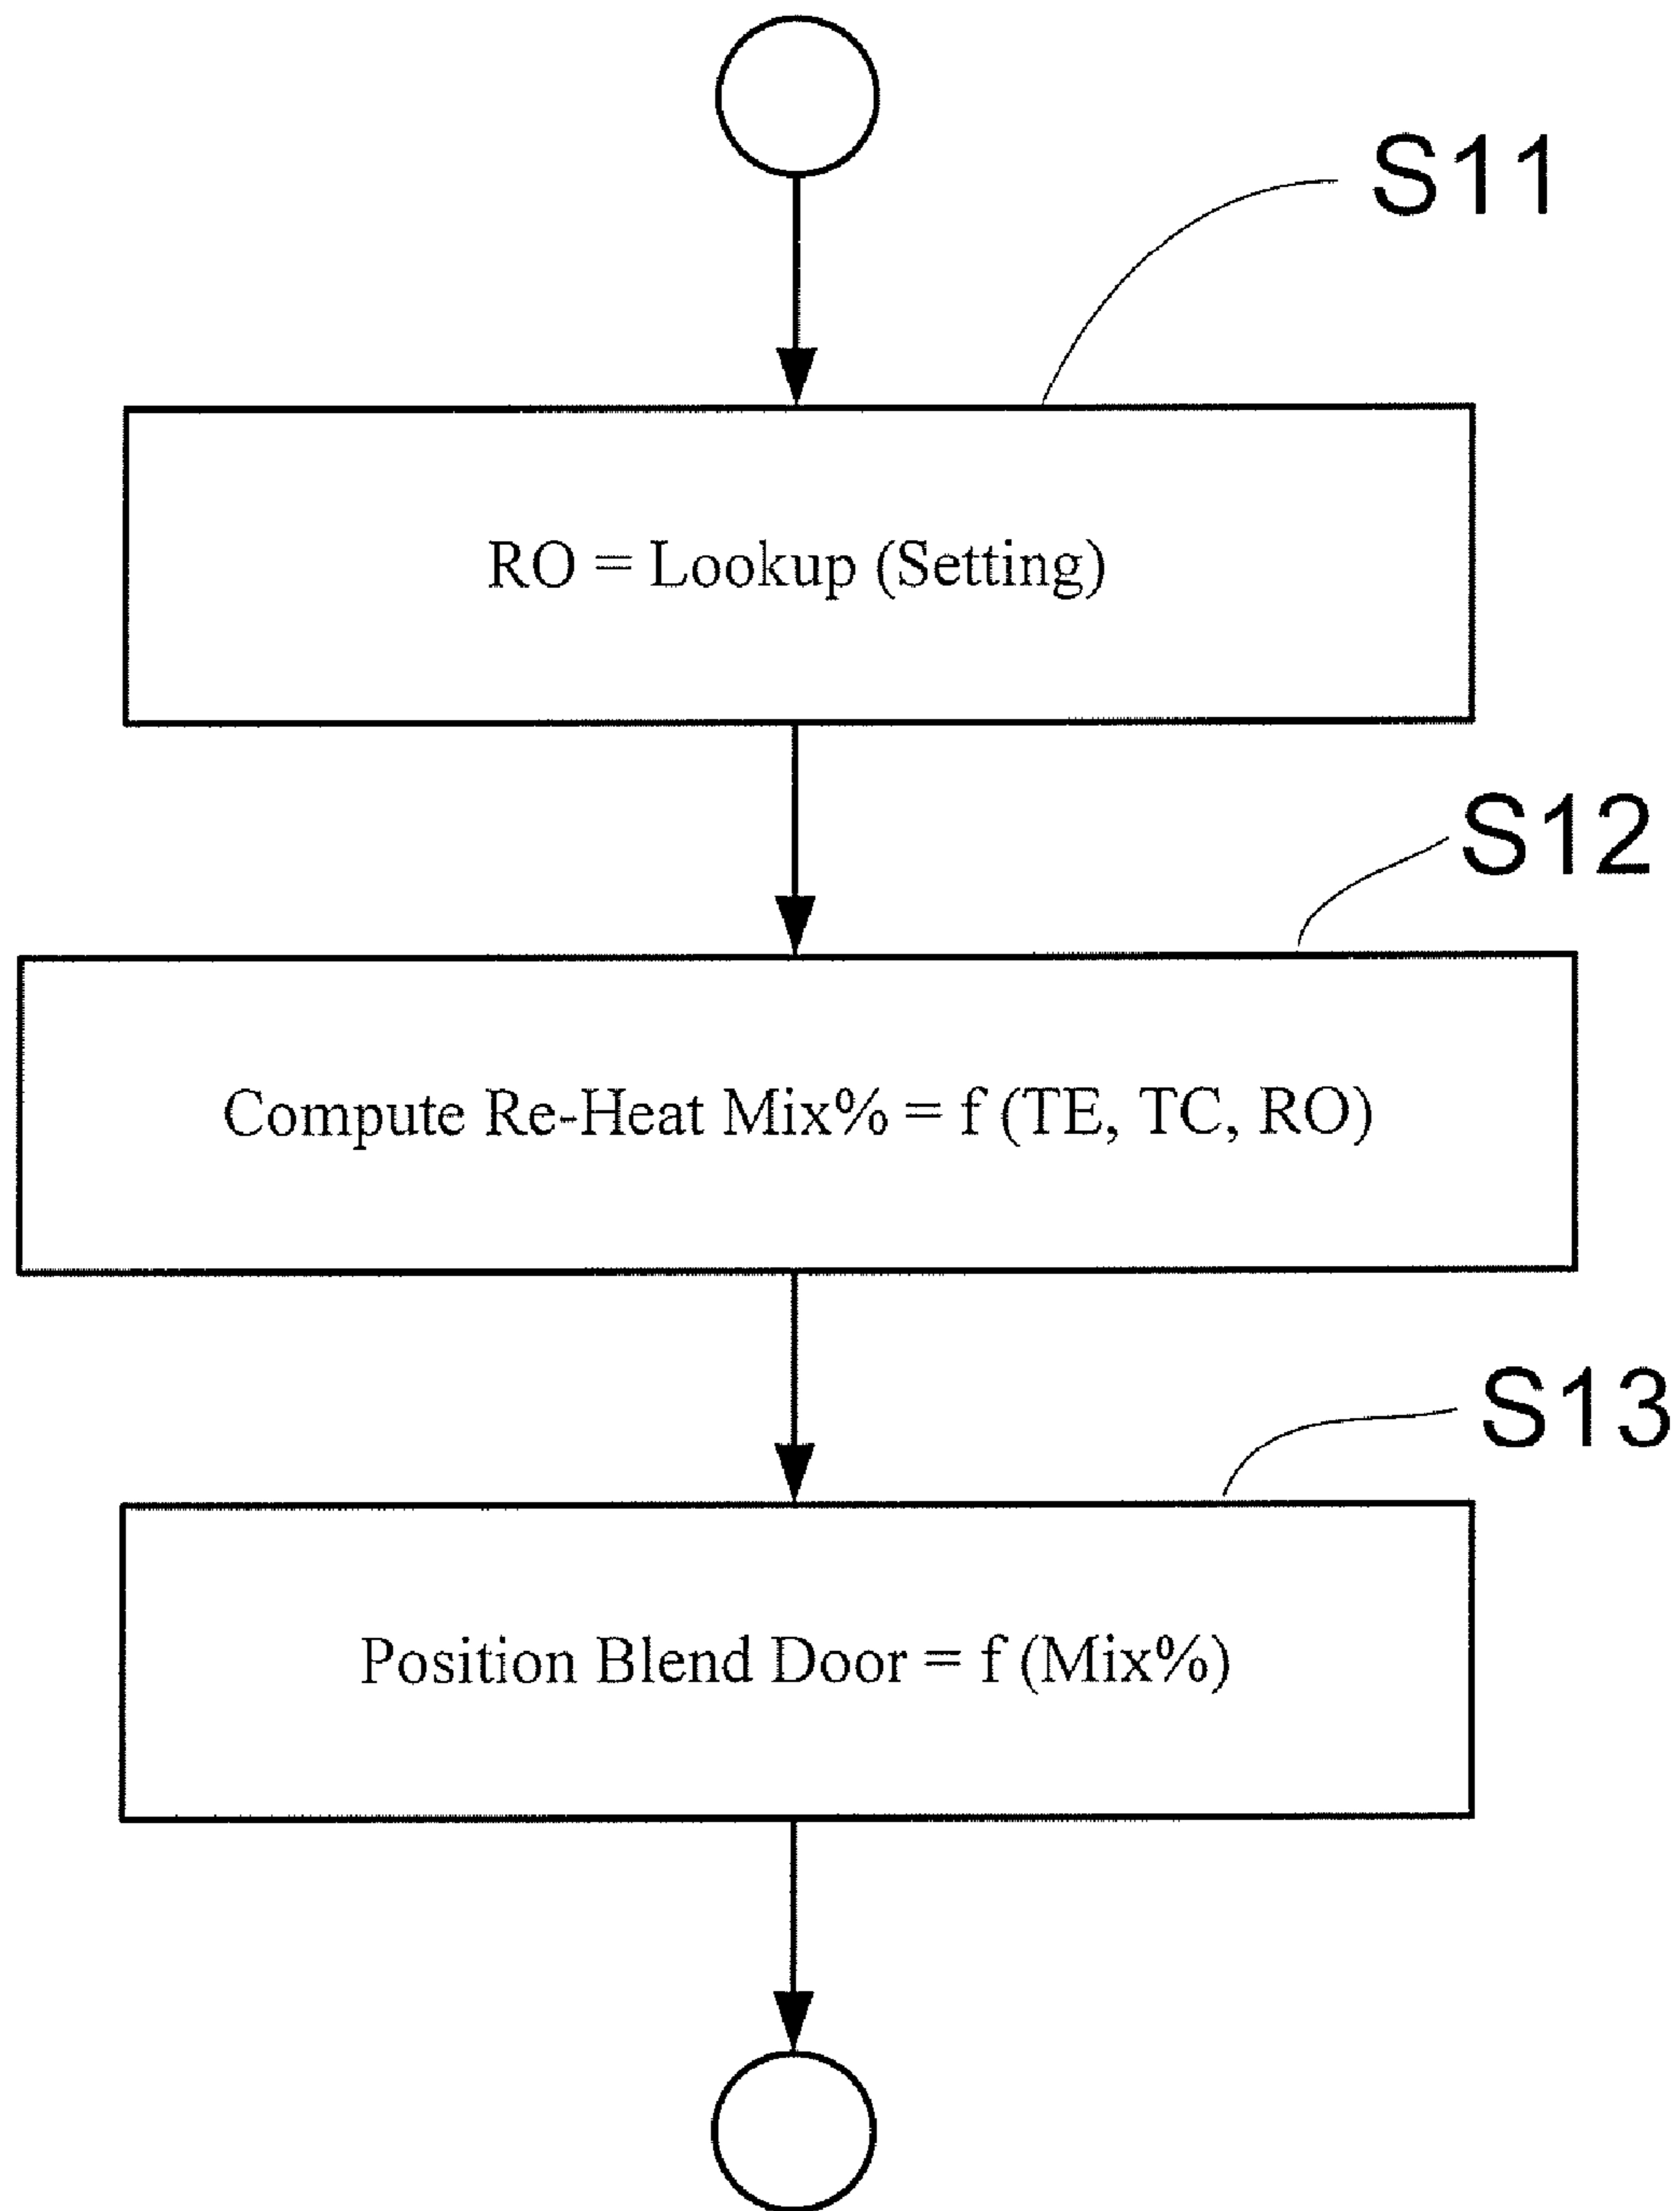 S11
RO = Lookup (Setting)
S12
Compute Re-Heat Mix% = f (TE, TC, RO)
S13
Position Blend Door = f (Mix%)